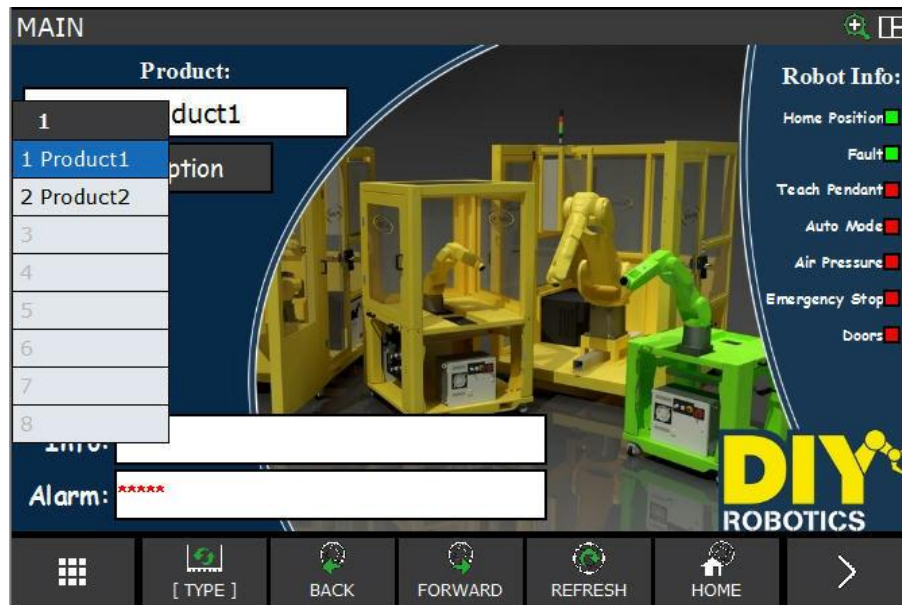 MAIN
Product:
duct1
ption
1
1 Product1
2 Product2
3
4
5
6
7
8
Info:
Alarm: *****
Robot Info:
Home Position
Fault
Teach Pendant
Auto Mode
Air Pressure
Emergency Stop
Doors
DIY
ROBOTICS
[ TYPE ]
BACK
FORWARD
REFRESH
HOME